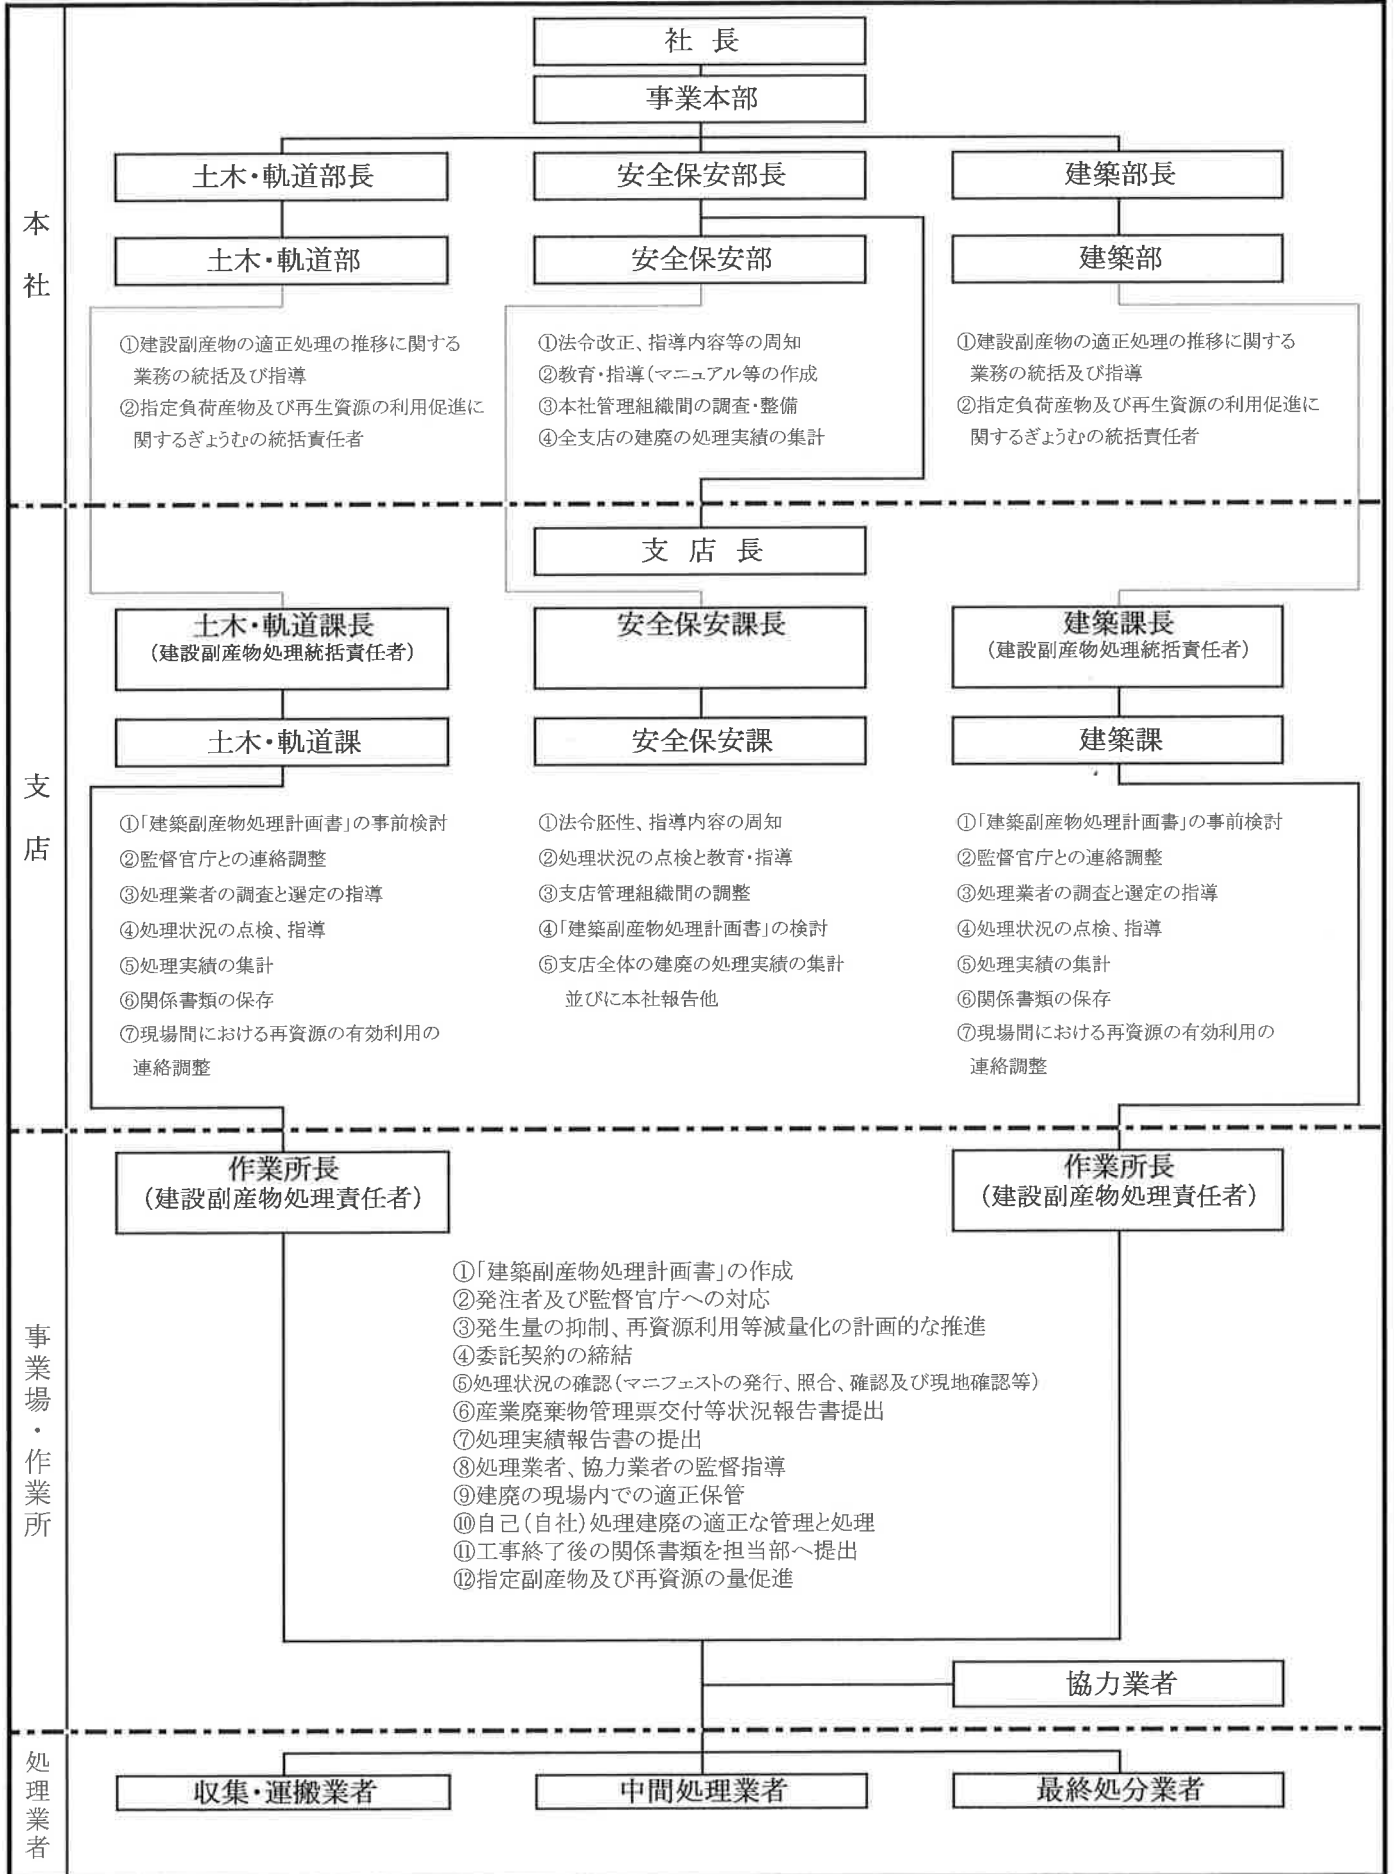 社 長
事業本部
土木・軌道部長
安全保安部長
建築部長
本社
土木・軌道部
安全保安部
建築部
①建設副産物の適正処理の推移に関する
業務の統括及び指導
②指定負荷産物及び再生資源の利用促進に
関するぎょうむの統括責任者
①法令改正、指導内容等の周知
②教育・指導(マニュアル等の作成
③本社管理組織間の調査・整備
④全支店の建廃の処理実績の集計
①建設副産物の適正処理の推移に関する
業務の統括及び指導
②指定負荷産物及び再生資源の利用促進に
関するぎょうむの統括責任者
支 店 長
土木・軌道課長
(建設副産物処理統括責任者)
安全保安課長
建築課長
(建設副産物処理統括責任者)
支店
土木・軌道課
安全保安課
建築課
①「建築副産物処理計画書」の事前検討
②監督官庁との連絡調整
③処理業者の調査と選定の指導
④処理状況の点検、指導
⑤処理実績の集計
⑥関係書類の保存
⑦現場間における再資源の有効利用の
連絡調整
①法令胚性、指導内容の周知
②処理状況の点検と教育・指導
③支店管理組織間の調整
④「建築副産物処理計画書」の検討
⑤支店全体の建廃の処理実績の集計
並びに本社報告他
①「建築副産物処理計画書」の事前検討
②監督官庁との連絡調整
③処理業者の調査と選定の指導
④処理状況の点検、指導
⑤処理実績の集計
⑥関係書類の保存
⑦現場間における再資源の有効利用の
連絡調整
作業所長
(建設副産物処理責任者)
作業所長
(建設副産物処理責任者)
事業場・作業所
①「建築副産物処理計画書」の作成
②発注者及び監督官庁への対応
③発生量の抑制、再資源利用等減量化の計画的な推進
④委託契約の締結
⑤処理状況の確認(マニフェストの発行、照合、確認及び現地確認等)
⑥産業廃棄物管理票交付等状況報告書提出
⑦処理実績報告書の提出
⑧処理業者、協力業者の監督指導
⑨建廃の現場内での適正保管
⑩自己(自社)処理建廃の適正な管理と処理
⑪工事終了後の関係書類を担当部へ提出
⑫指定副産物及び再資源の量促進
協力業者
処理業者
収集・運搬業者
中間処理業者
最終処分業者